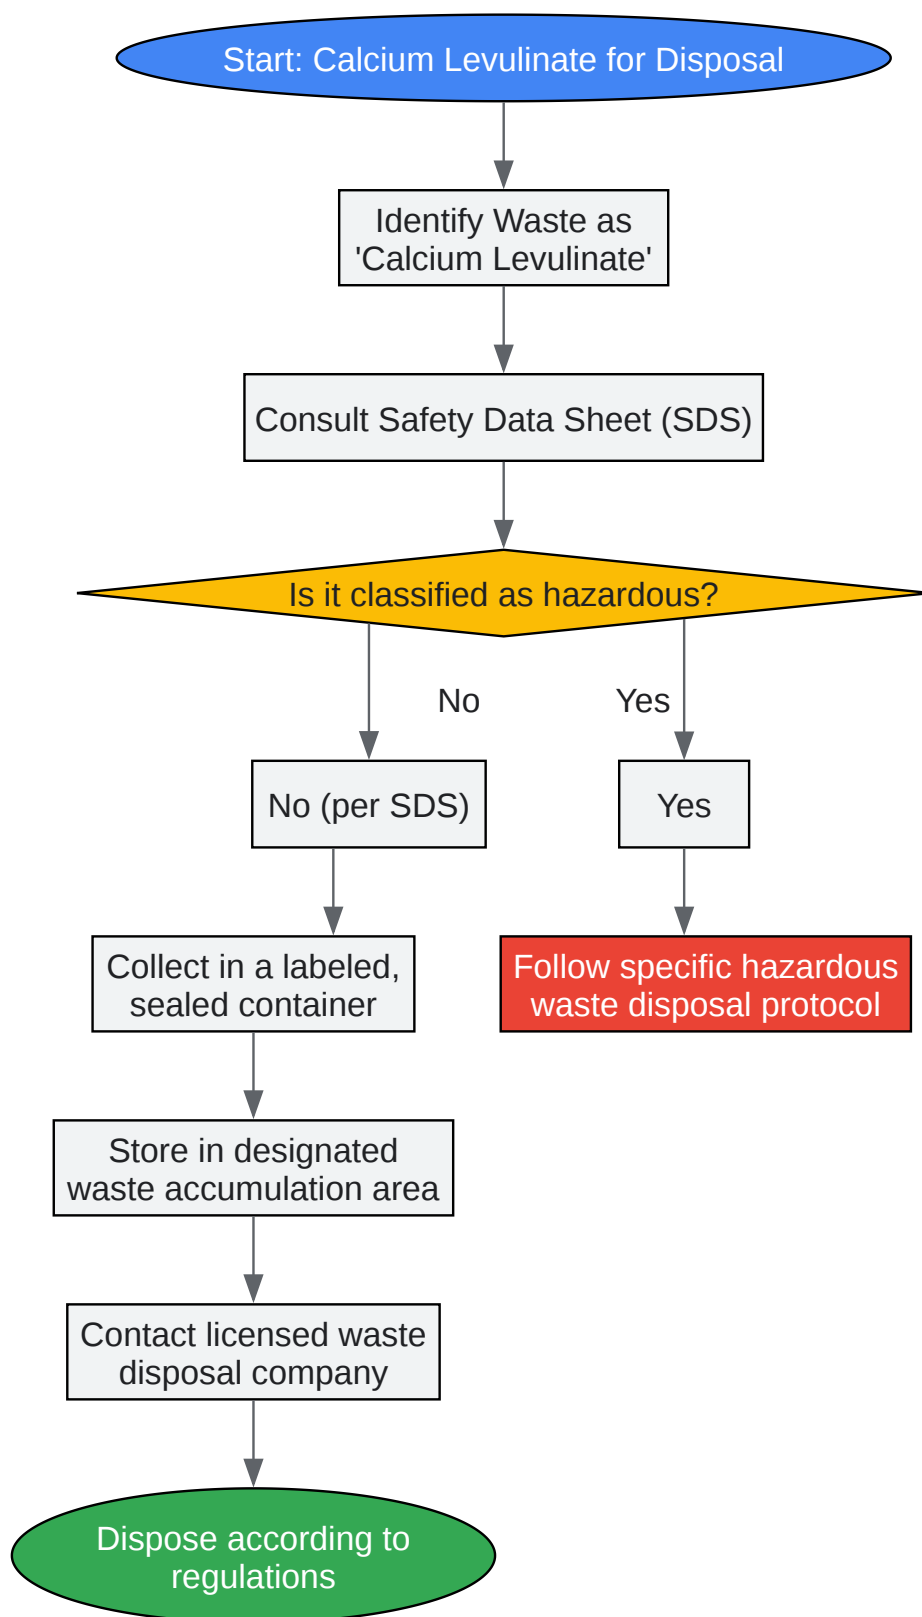 Start: Calcium Levulinate for Disposal
Identify Waste as
'Calcium Levulinate'
Consult Safety Data Sheet (SDS)
Is it classified as hazardous?
No
Yes
No (per SDS)
Yes
Collect in a labeled,
sealed container
Follow specific hazardous
waste disposal protocol
Store in designated
waste accumulation area
Contact licensed waste
disposal company
Dispose according to
regulations